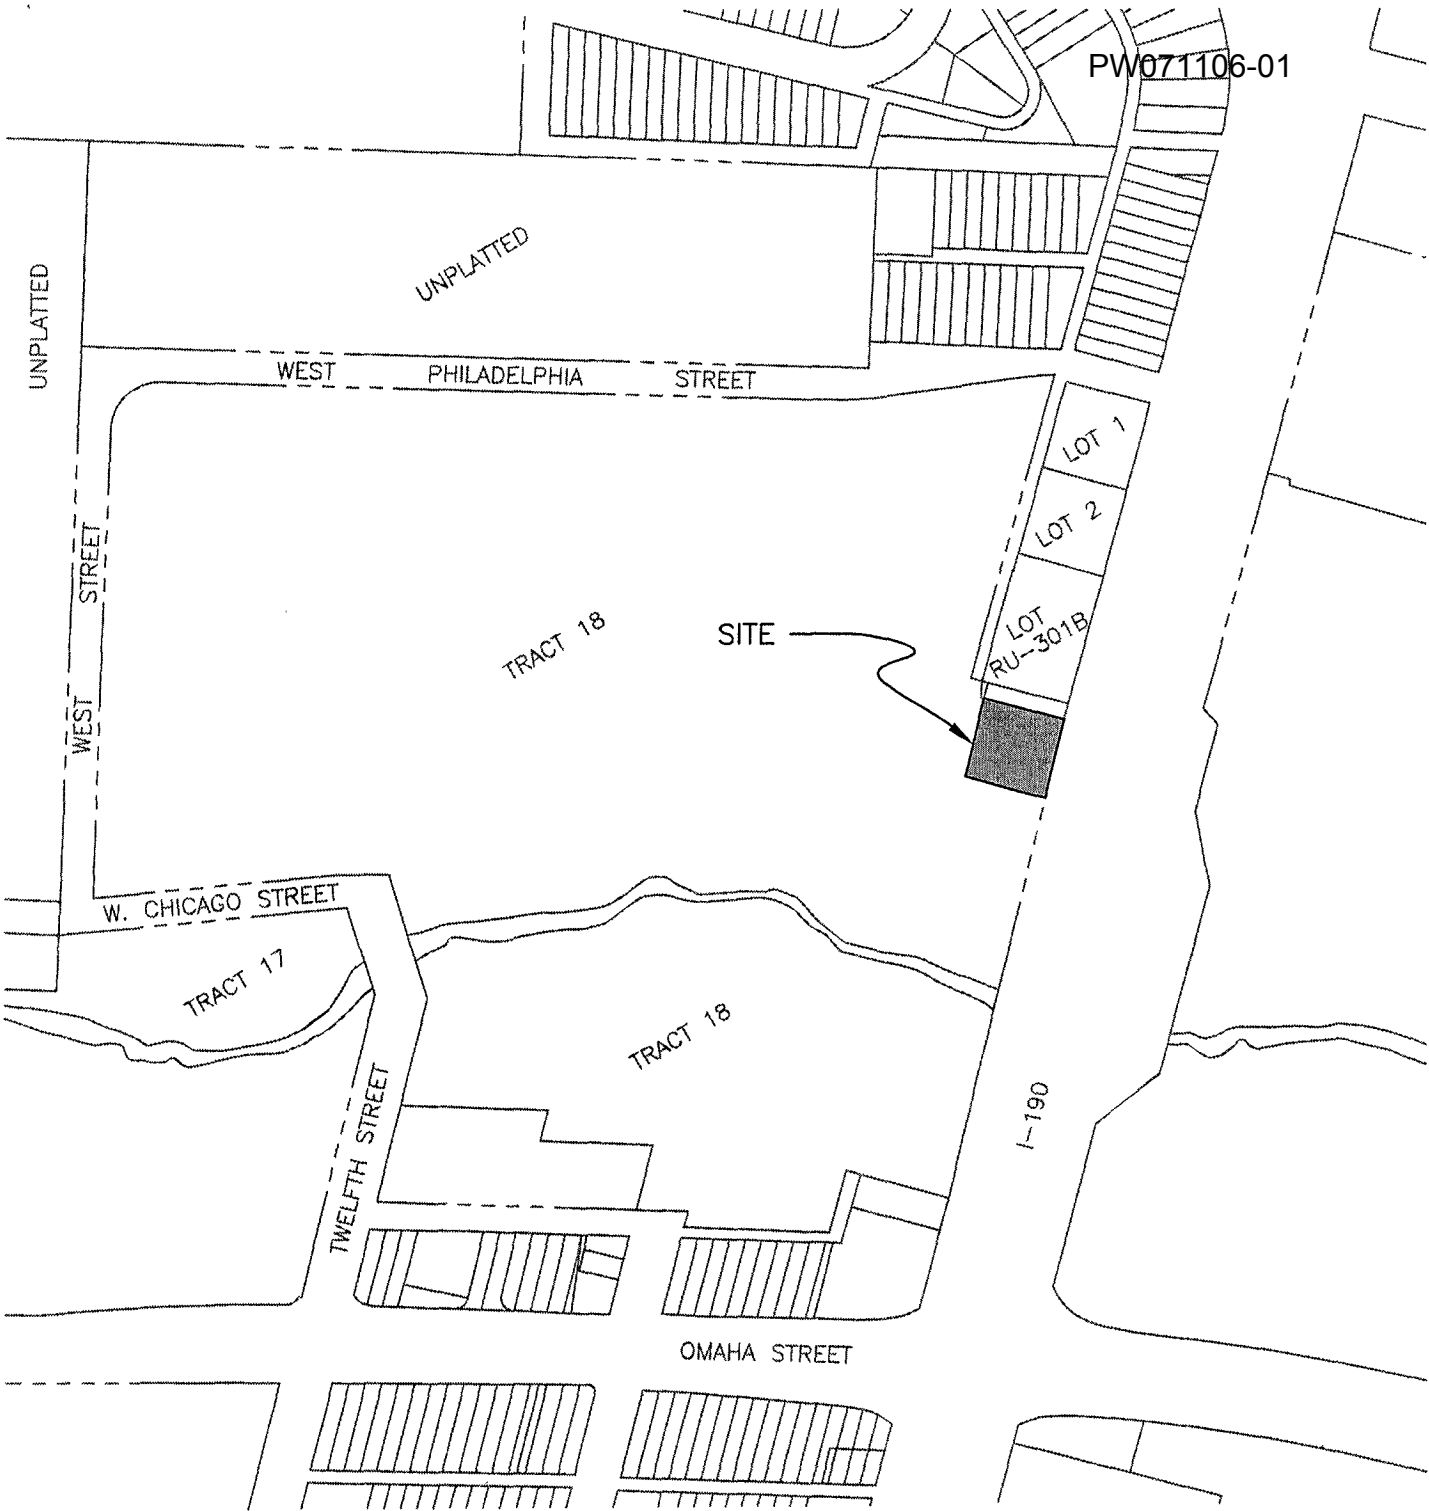 PW071106-01
UNPLATTED
UNPLATTED
WEST PHILADELPHIA STREET
LOT 1
LOT 2
WEST STREET
TRACT 18
SITE
LOT
RU-301B
W. CHICAGO STREET
TRACT 17
TRACT 18
I-190
TWELFTH STREET
OMAHA STREET